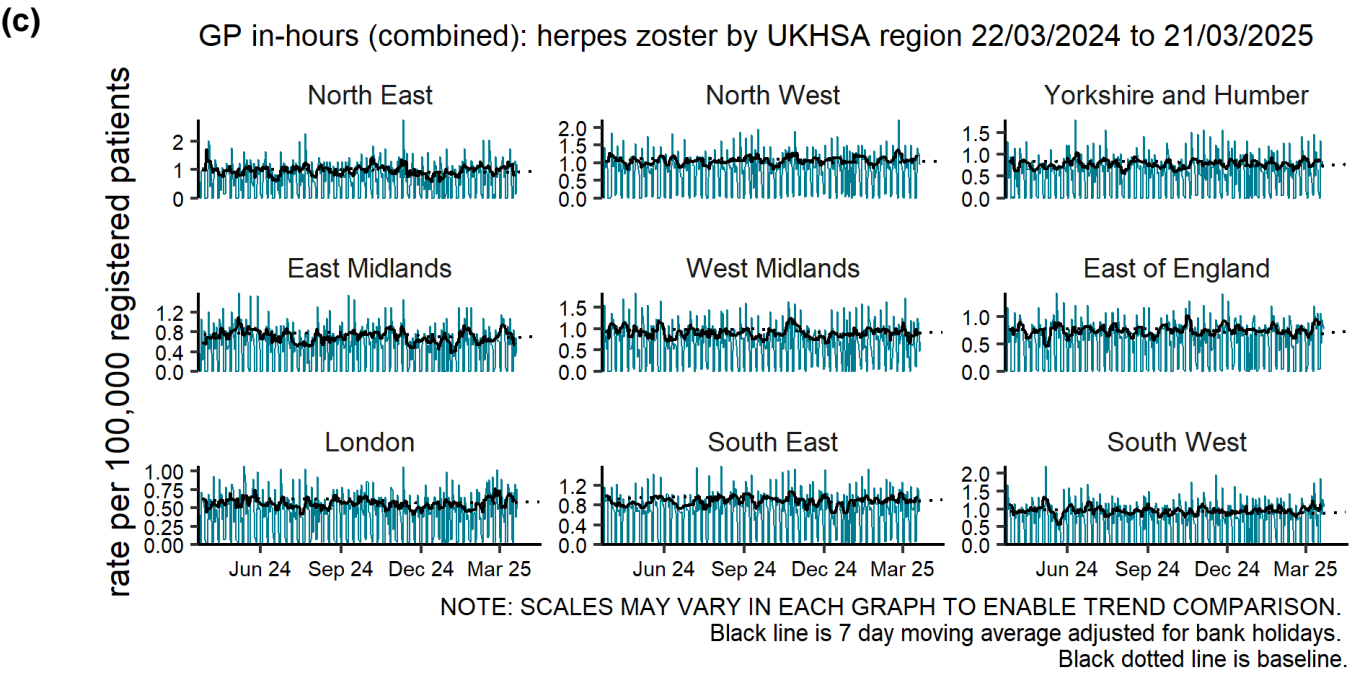 (c)
GP in-hours (combined): herpes zoster by UKHSA region 22/03/2024 to 21/03/2025
rate per 100,000 registered patients
North East
2
1
0
North West
2.0
1.5
1.0
0.5
0.0
Yorkshire and Humber
1.5
1.0
0.5
0.0
East Midlands
1.2
0.8
0.4
0.0
West Midlands
1.5
1.0
0.5
0.0
East of England
1.0
0.5
0.0
London
1.00
0.75
0.50
0.25
0.00
Jun 24 Sep 24 Dec 24 Mar 25
South East
1.2
0.8
0.4
0.0
Jun 24 Sep 24 Dec 24 Mar 25
South West
2.0
1.5
1.0
0.5
0.0
Jun 24 Sep 24 Dec 24 Mar 25
NOTE: SCALES MAY VARY IN EACH GRAPH TO ENABLE TREND COMPARISON.
Black line is 7 day moving average adjusted for bank holidays.
Black dotted line is baseline.